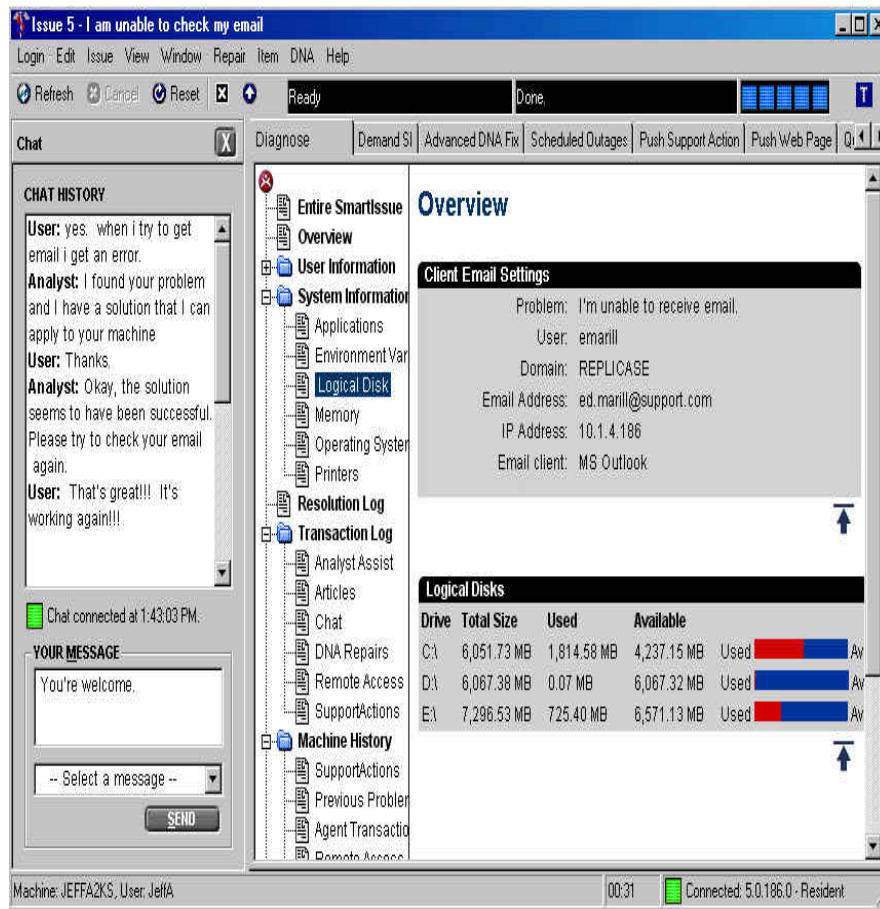 Issue 5 - I am unable to check my email
Login Edit Issue View Window Repair Item DNA Help
Refresh Cancel Reset Ready Done. T
Chat X
CHAT HISTORY
User: yes. when i try to get
email i get an error.
Analyst: I found your problem
and I have a solution that I can
apply to your machine
User: Thanks.
Analyst: Okay, the solution
seems to have been successful.
Please try to check your email
again.
User: That's great!!! It's
working again!!!
Chat connected at 1:43:03 PM.
YOUR MESSAGE
You're welcome.
-- Select a message --
SEND
Diagnose Demand SI Advanced DNA Fix Scheduled Outages Push Support Action Push Web Page
Entire SmartIssue
Overview
User Information
System Information
Applications
Environment Var
Logical Disk
Memory
Operating System
Printers
Resolution Log
Transaction Log
Analyst Assist
Articles
Chat
DNA Repairs
Remote Access
SupportActions
Machine History
SupportActions
Previous Probler
Agent Transactio
Remote Access
Overview
Client Email Settings
Problem: I'm unable to receive email.
User: emarill
Domain: REPLICASE
Email Address: ed.marill@support.com
IP Address: 10.1.4.186
Email client: MS Outlook
Logical Disks
Drive Total Size Used Available
C:\ 6,051.73 MB 1,814.58 MB 4,237.15 MB Used Av
D:\ 6,067.38 MB 0.07 MB 6,067.32 MB Used Av
E:\ 7,296.53 MB 725.40 MB 6,571.13 MB Used Av
Machine: JEFFA2KS, User: JeffA 00:31 Connected: 5.0.186.0 - Resident